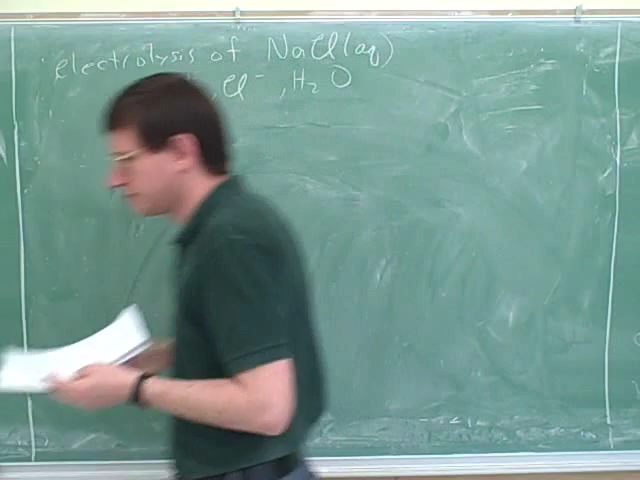 electrolysis of NaCl(aq)
, Cl⁻, H₂O